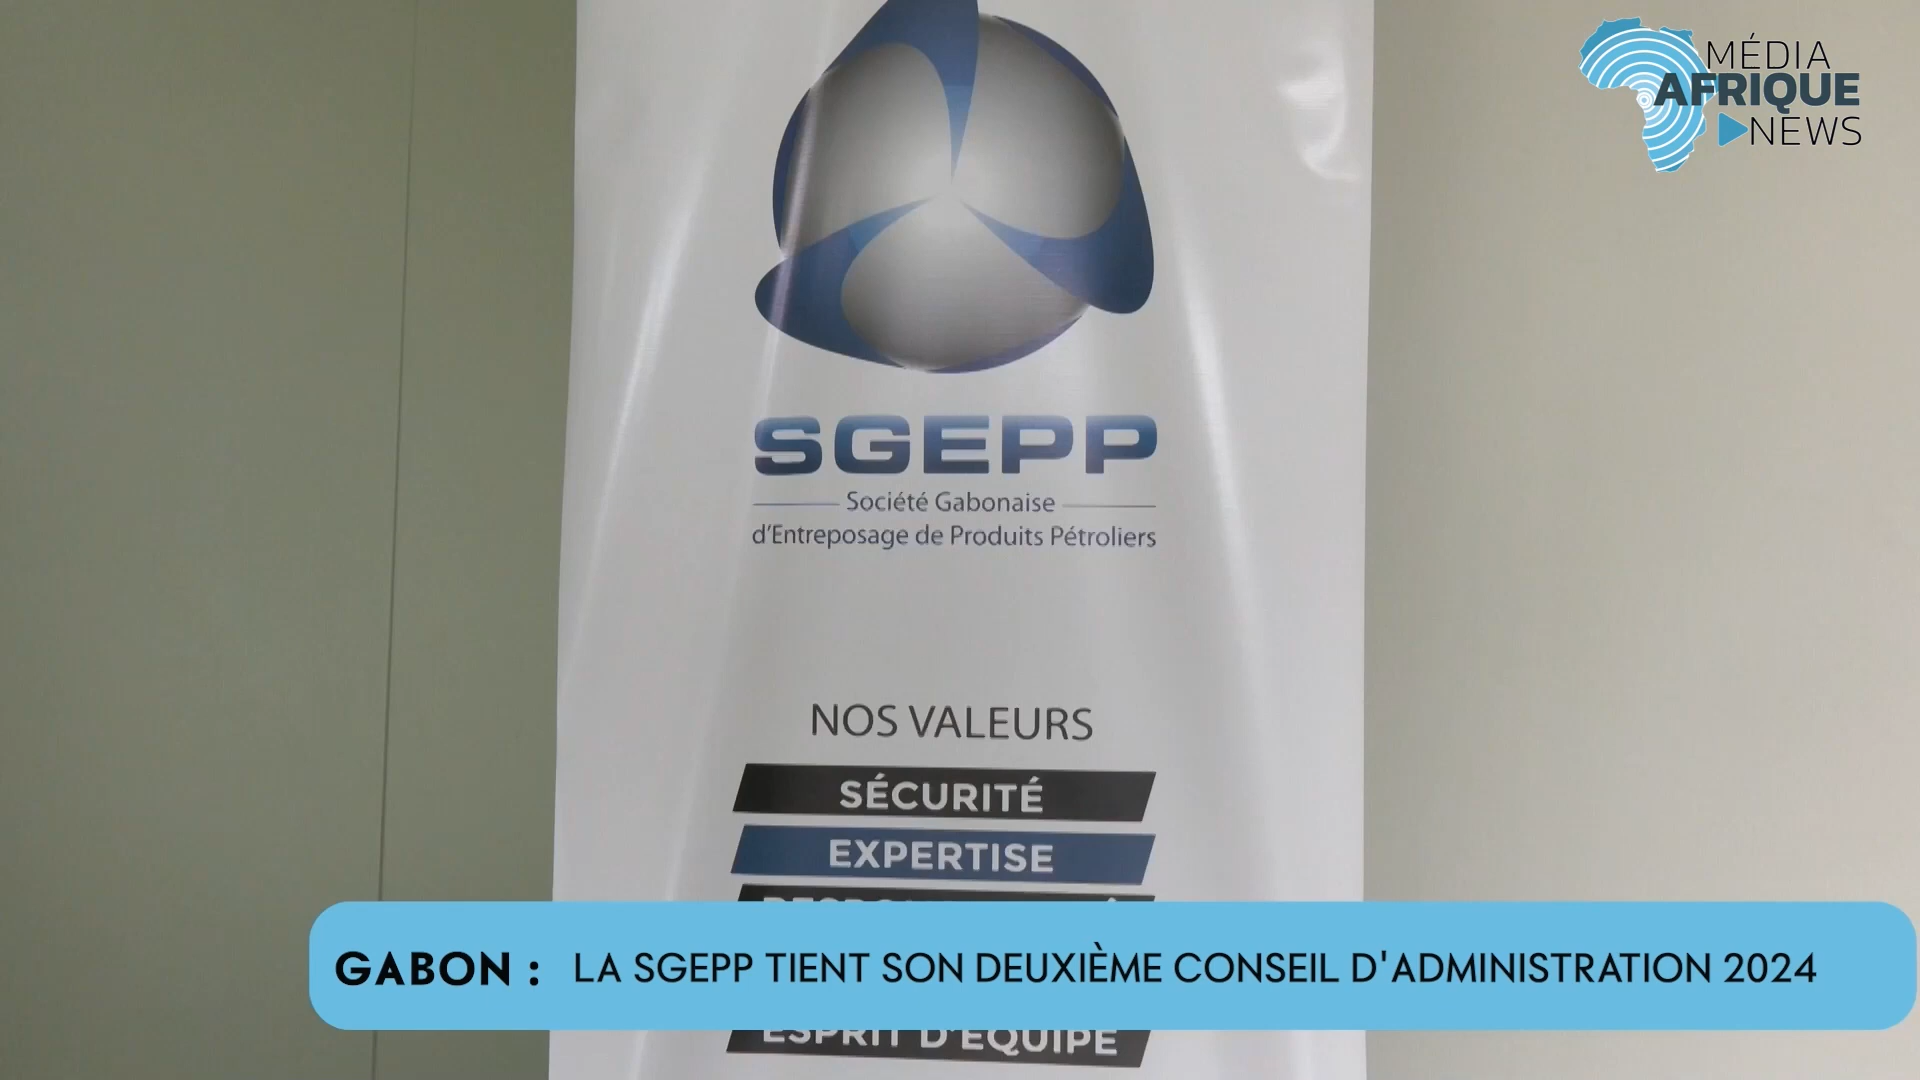 MÉDIA
AFRIQUE
NEWS
SGEPP
Société Gabonaise
d'Entreposage de Produits Pétroliers
NOS VALEURS
SÉCURITÉ
EXPERTISE
GABON : LA SGEPP TIENT SON DEUXIÈME CONSEIL D'ADMINISTRATION 2024
ESPRIT D'ÉQUIPE